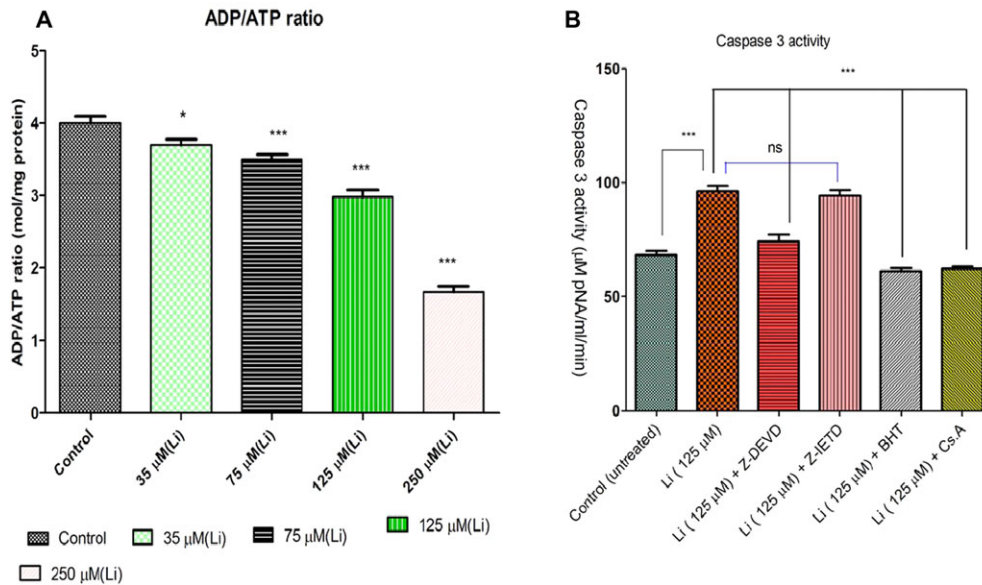 A
ADP/ATP ratio
ADP/ATP ratio (mol/mg protein)
5
4
3
2
1
0
*
***
***
***
Control
35 µM(Li)
75 µM(Li)
125 µM(Li)
250 µM(Li)
Control
35 µM(Li)
75 µM(Li)
125 µM(Li)
250 µM(Li)
B
Caspase 3 activity
Caspase 3 activity (µM pNA/ml/min)
150
100
50
0
***
***
ns
Control (untreated)
Li ( 125 µM)
Li ( 125 µM) + Z-DEVD
Li ( 125 µM) + Z-IETD
Li ( 125 µM) + BHT
Li ( 125 µM) + Cs.A